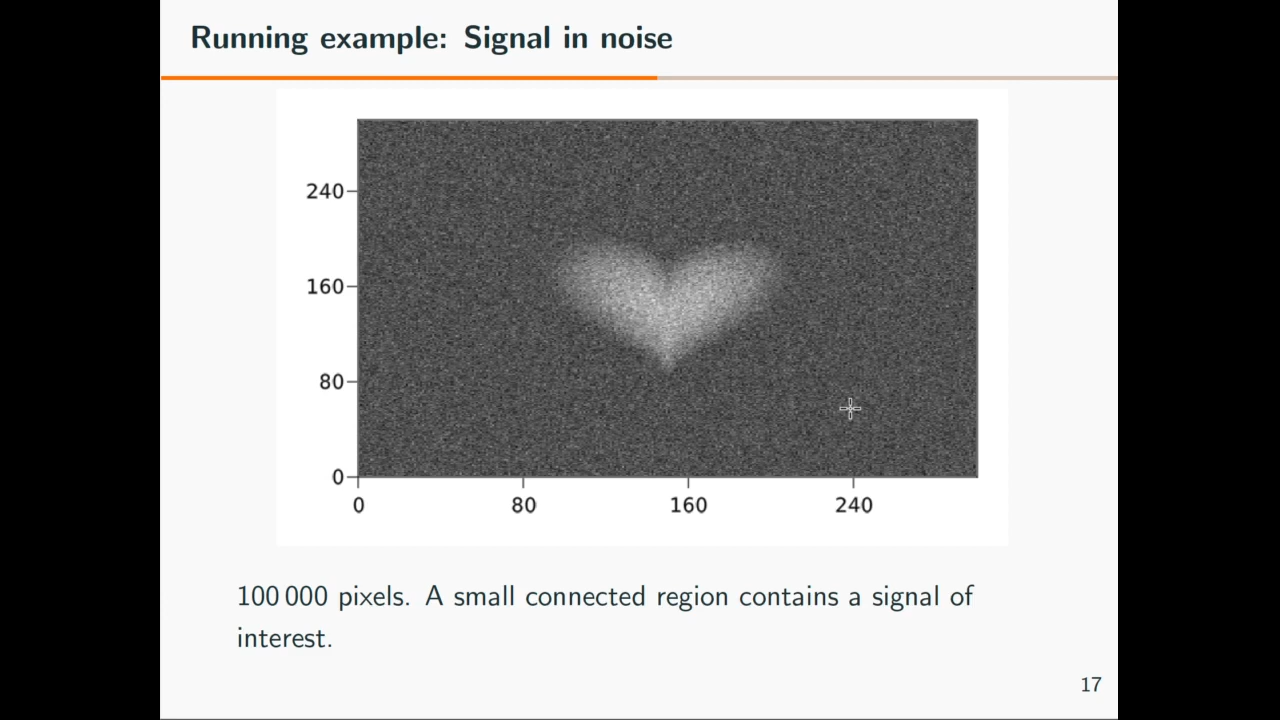 Running example: Signal in noise
240
160
80
0
0 80 160 240
100 000 pixels. A small connected region contains a signal of
interest.
17